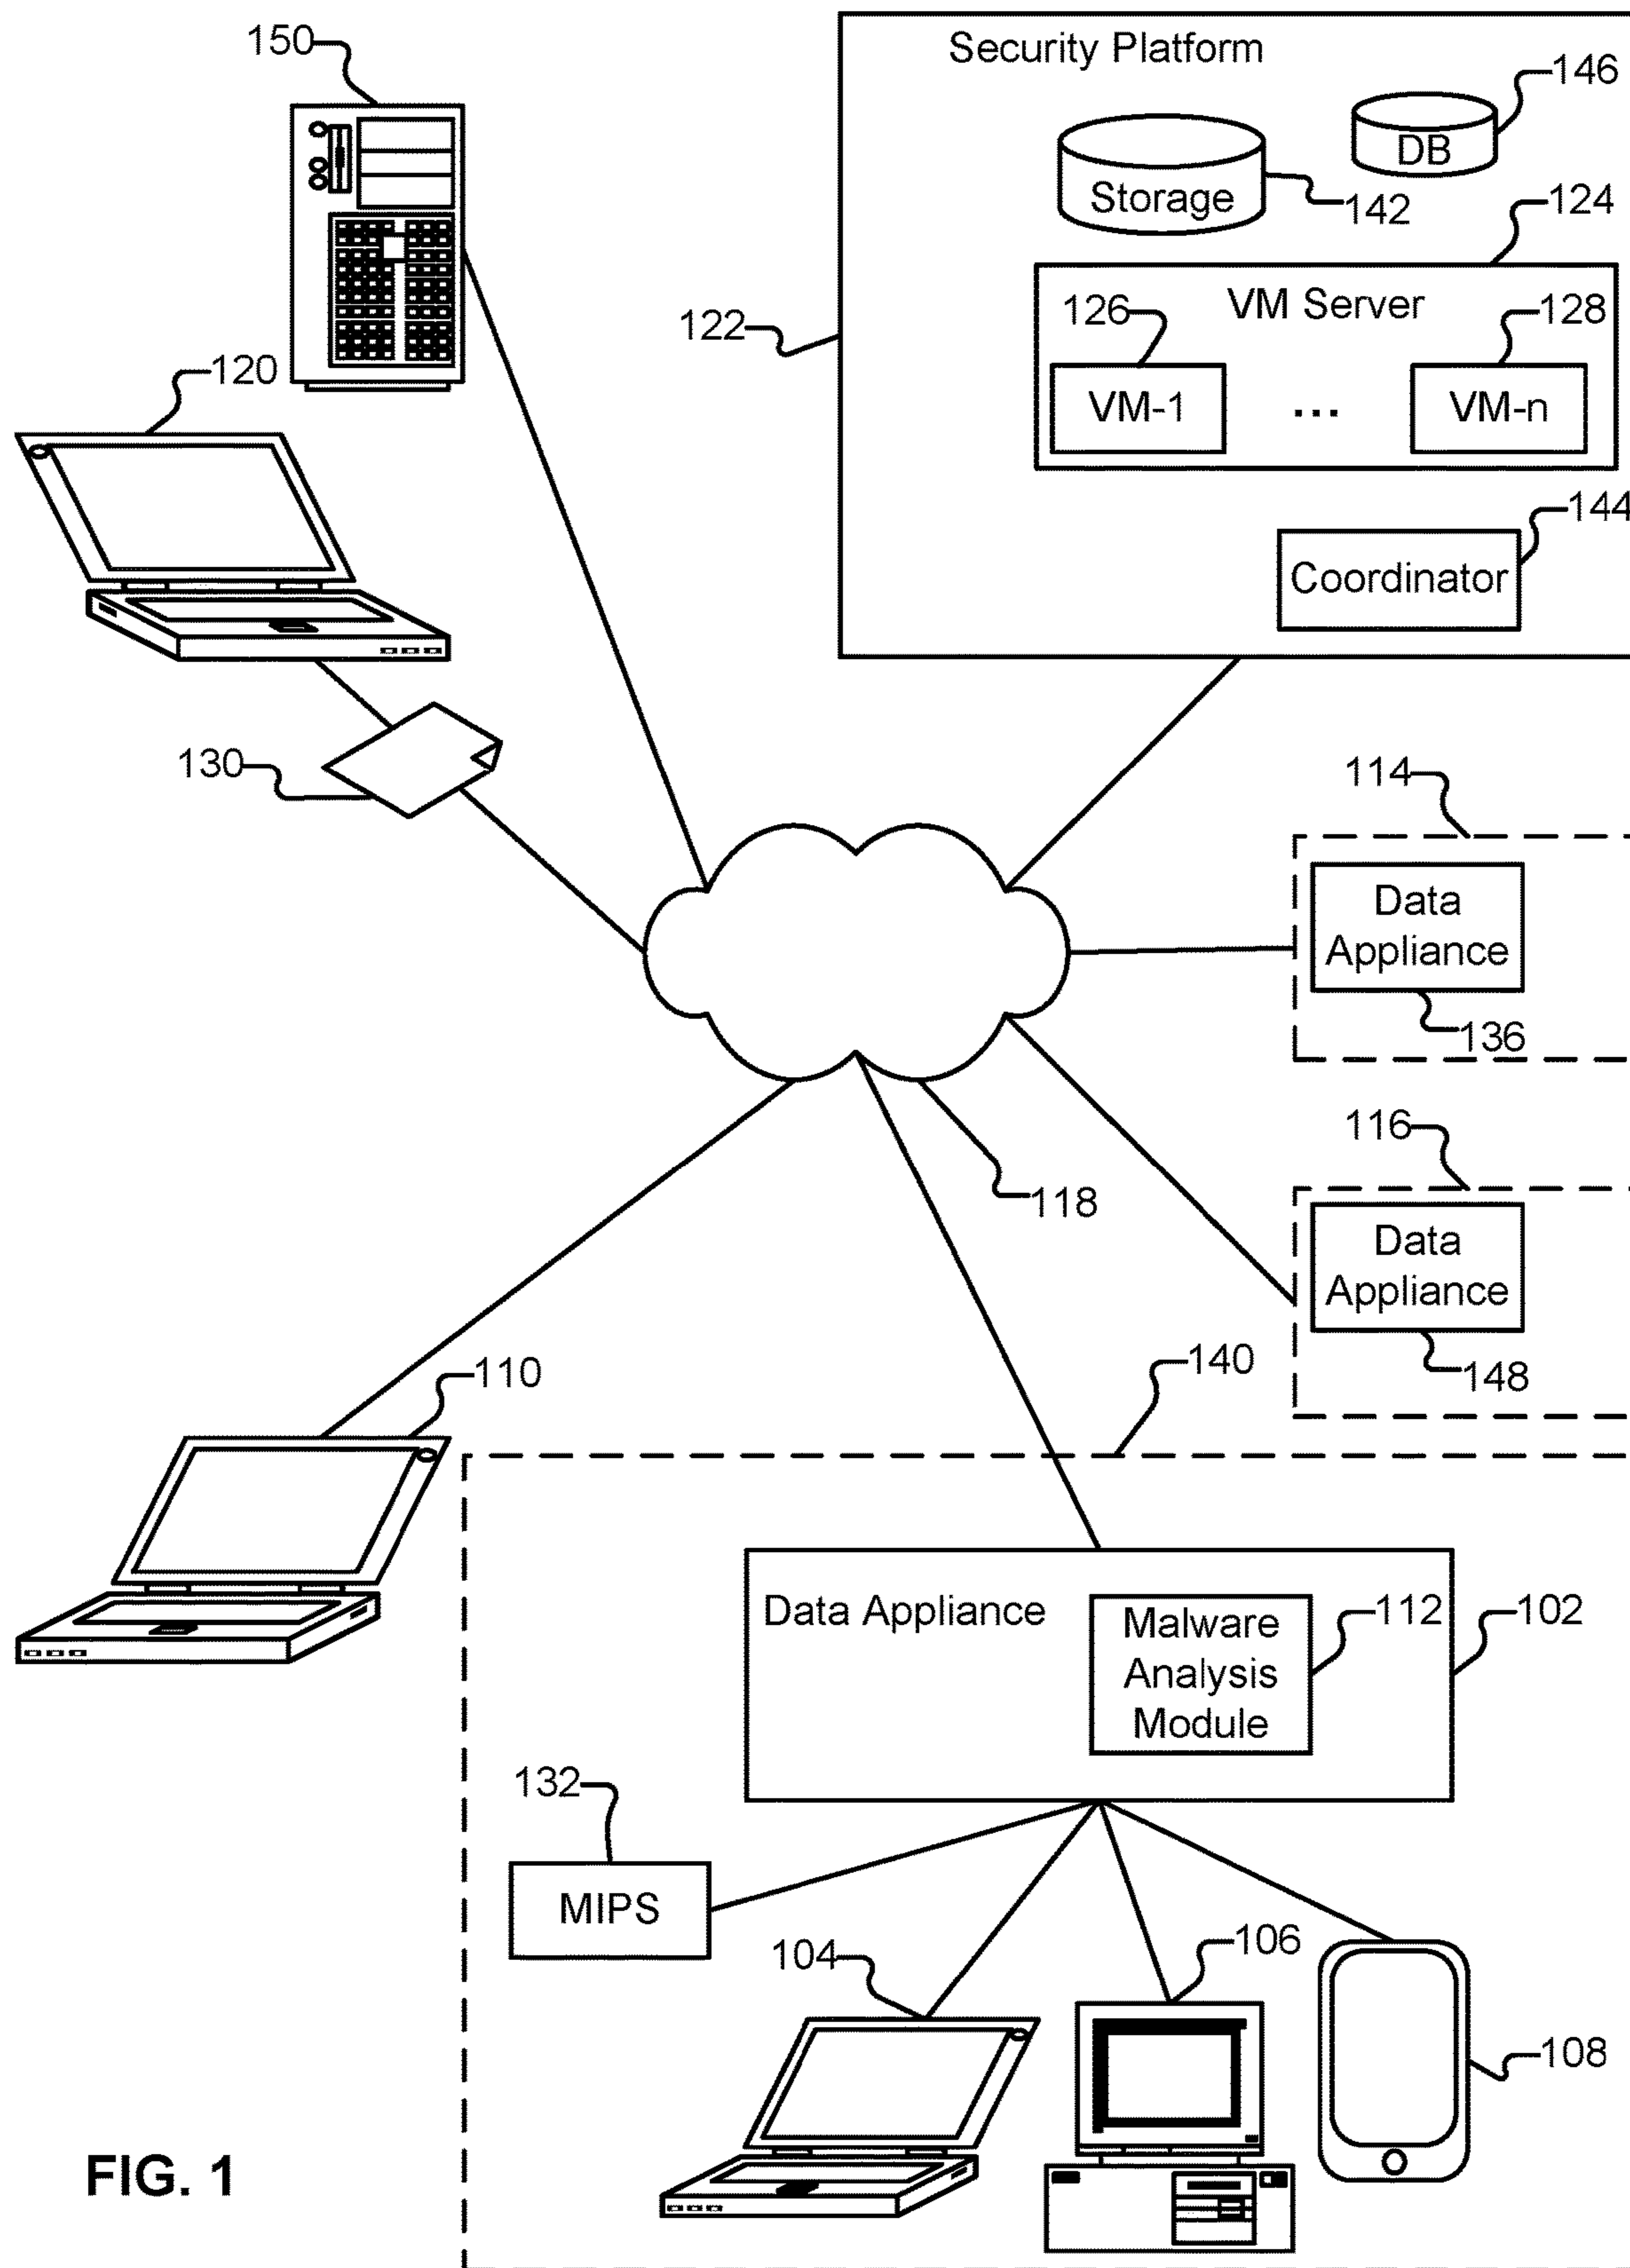 150
Security Platform
146
DB
Storage
142
124
VM Server
126
128
122
VM-1
...
VM-n
120
144
Coordinator
130
114
Data
Appliance
136
118
116
Data
Appliance
148
140
110
Data Appliance
Malware
Analysis
Module
112
102
132
MIPS
104
106
108
FIG. 1